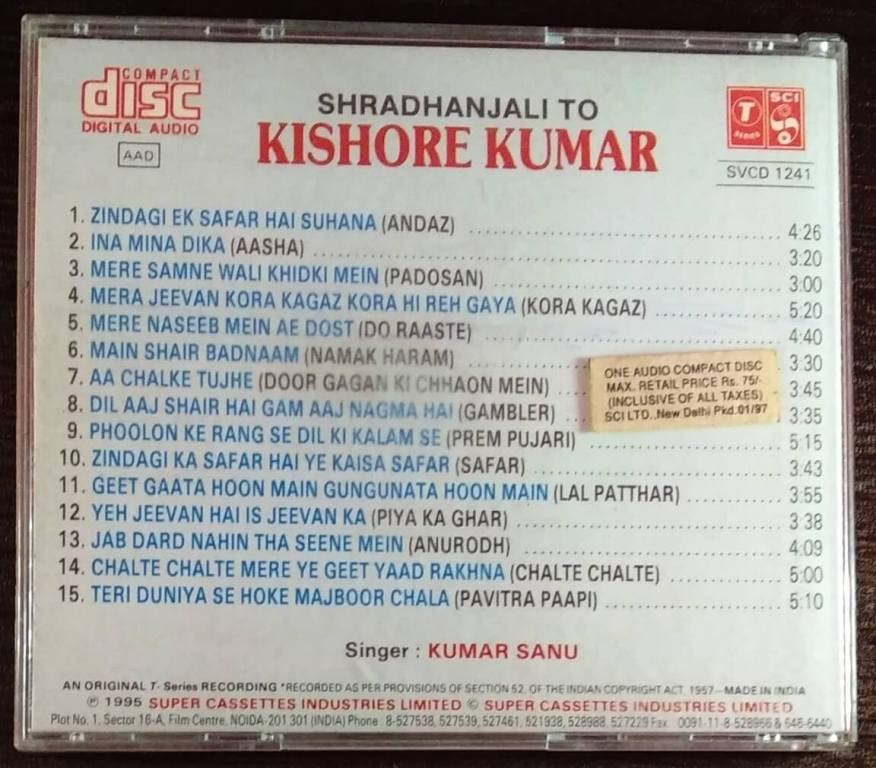 COMPACT
disc
DIGITAL AUDIO
AAD
SHRADHANJALI TO
KISHORE KUMAR
T SERIES
SCI
SVCD 1241
1. ZINDAGI EK SAFAR HAI SUHANA (ANDAZ) 4:26
2. INA MINA DIKA (AASHA) 3:20
3. MERE SAMNE WALI KHIDKI MEIN (PADOSAN) 3:00
4. MERA JEEVAN KORA KAGAZ KORA HI REH GAYA (KORA KAGAZ) 5:20
5. MERE NASEEB MEIN AE DOST (DO RAASTE) 4:40
6. MAIN SHAIR BADNAAM (NAMAK HARAM) 3:30
7. AA CHALKE TUJHE (DOOR GAGAN KI CHHAON MEIN) 3:45
8. DIL AAJ SHAIR HAI GAM AAJ NAGMA HAI (GAMBLER) 3:35
9. PHOOLON KE RANG SE DIL KI KALAM SE (PREM PUJARI) 5:15
10. ZINDAGI KA SAFAR HAI YE KAISA SAFAR (SAFAR) 3:43
11. GEET GAATA HOON MAIN GUNGUNATA HOON MAIN (LAL PATTHAR) 3:55
12. YEH JEEVAN HAI IS JEEVAN KA (PIYA KA GHAR) 3:38
13. JAB DARD NAHIN THA SEENE MEIN (ANURODH) 4:09
14. CHALTE CHALTE MERE YE GEET YAAD RAKHNA (CHALTE CHALTE) 5:00
15. TERI DUNIYA SE HOKE MAJBOOR CHALA (PAVITRA PAAPI) 5:10
ONE AUDIO COMPACT DISC
MAX. RETAIL PRICE Rs. 75/-
(INCLUSIVE OF ALL TAXES)
SCI LTD., New Delhi Pkd.01/97
Singer : KUMAR SANU
AN ORIGINAL T- Series RECORDING *RECORDED AS PER PROVISIONS OF SECTION 52, OF THE INDIAN COPYRIGHT ACT, 1957—MADE IN INDIA
℗ 1995 SUPER CASSETTES INDUSTRIES LIMITED © SUPER CASSETTES INDUSTRIES LIMITED
Plot No. 1, Sector 16-A, Film Centre, NOIDA-201 301 (INDIA) Phone : 8-527538, 527539, 527461, 521938, 528988, 527229 Fax. 0091-11-8-528966 & 646-6440